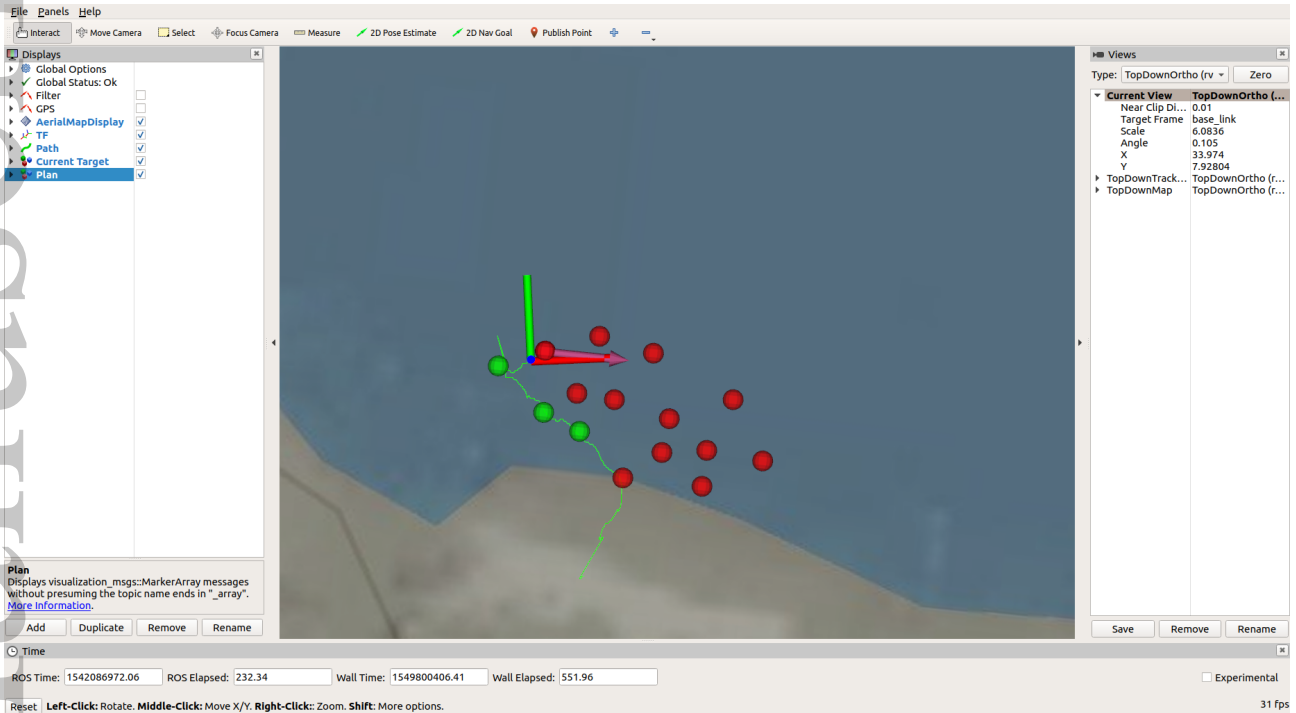 File Panels Help
Interact Move Camera Select Focus Camera Measure 2D Pose Estimate 2D Nav Goal Publish Point
Displays
Global Options
Global Status: Ok
Filter
GPS
AerialMapDisplay
TF
Path
Current Target
Plan
Plan
Displays visualization_msgs::MarkerArray messages
without presuming the topic name ends in "_array".
More Information.
Add Duplicate Remove Rename
Views
Type: TopDownOrtho (rv Zero
Current View TopDownOrtho (...
Near Clip Di... 0.01
Target Frame base_link
Scale 6.0836
Angle 0.105
X 33.974
Y 7.92804
TopDownTrack... TopDownOrtho (r...
TopDownMap TopDownOrtho (r...
Save Remove Rename
Time
ROS Time: 1542086972.06 ROS Elapsed: 232.34 Wall Time: 1549800406.41 Wall Elapsed: 551.96 Experimental
Reset Left-Click: Rotate. Middle-Click: Move X/Y. Right-Click:: Zoom. Shift: More options. 31 fps